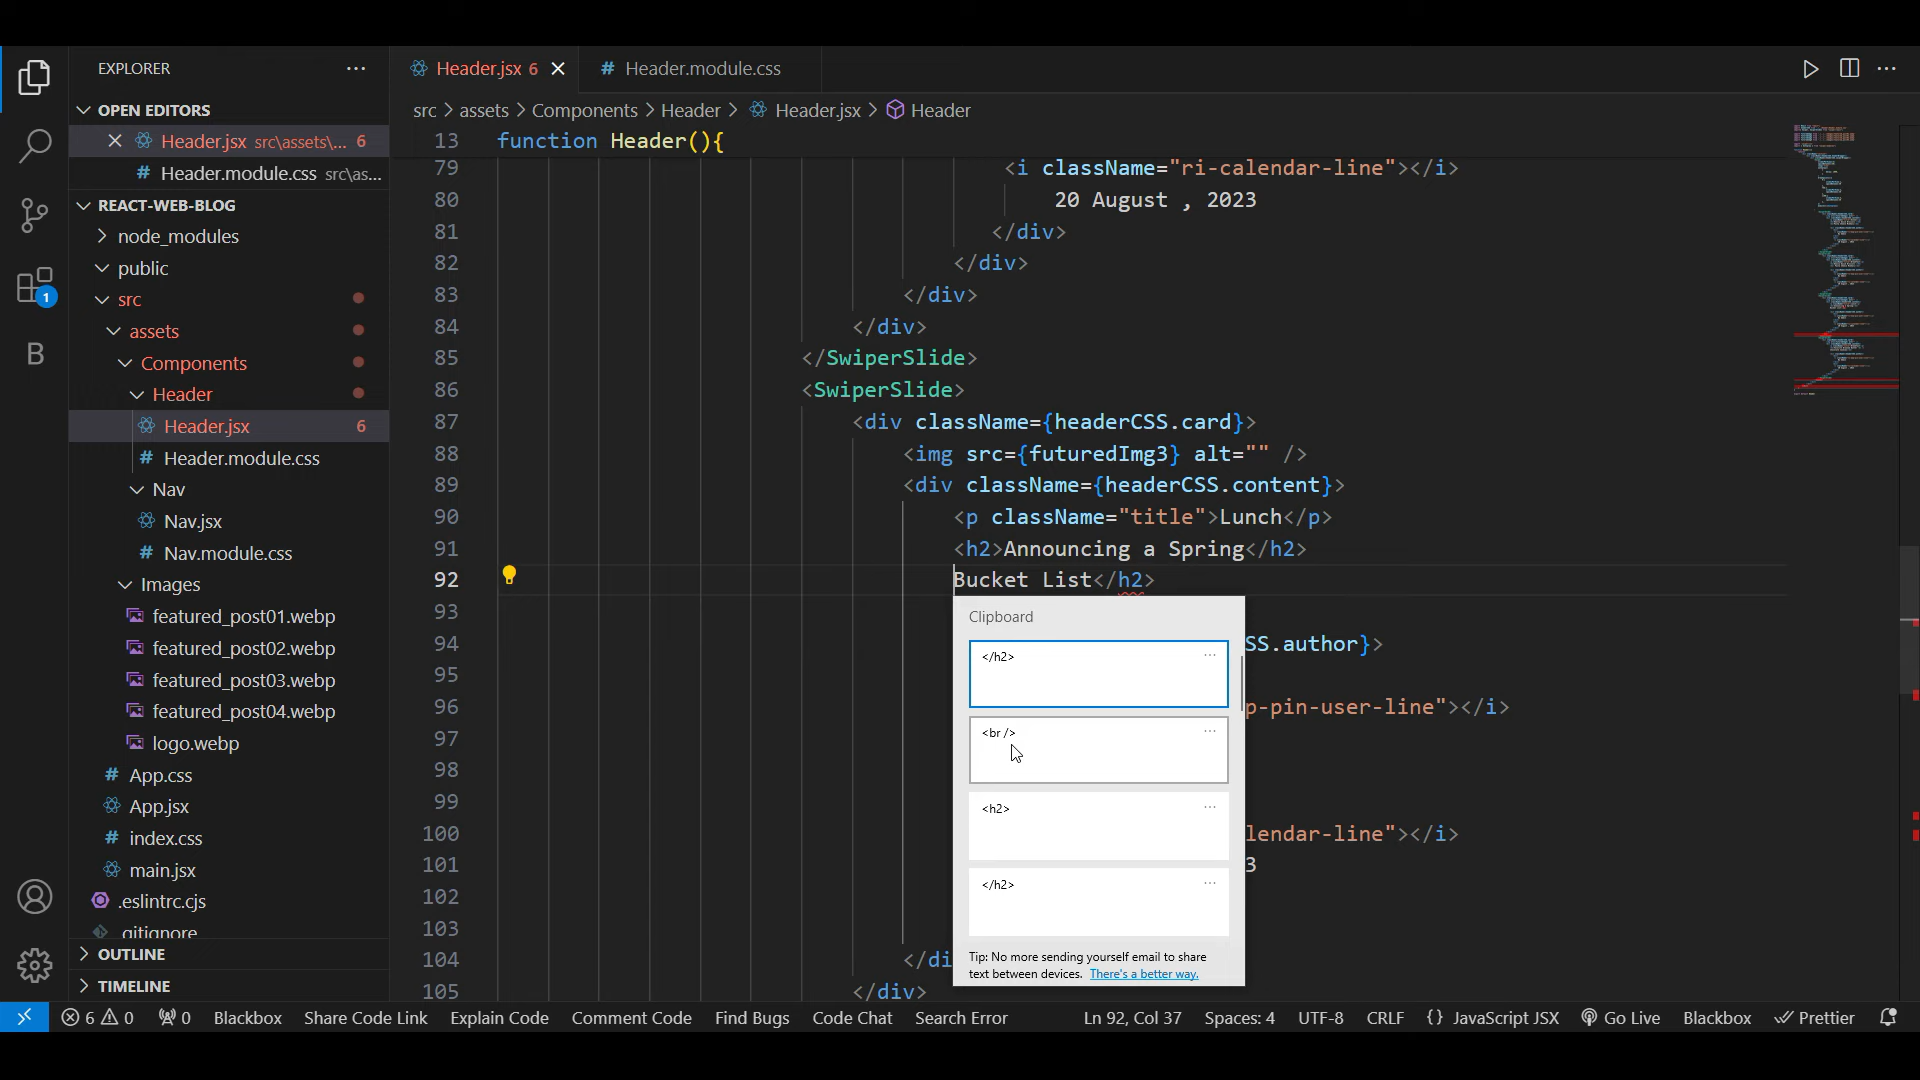 EXPLORER
OPEN EDITORS
Header.jsx src\assets\... 6
Header.module.css src\as...
REACT-WEB-BLOG
node_modules
public
src
assets
Components
Header
Header.jsx 6
Header.module.css
Nav
Nav.jsx
Nav.module.css
Images
featured_post01.webp
featured_post02.webp
featured_post03.webp
featured_post04.webp
logo.webp
App.css
App.jsx
index.css
main.jsx
.eslintrc.cjs
.gitignore
OUTLINE
TIMELINE
1
B
Header.jsx 6
Header.module.css
src > assets > Components > Header > Header.jsx > Header
13 function Header(){
79 <i className="ri-calendar-line"></i>
80 20 August , 2023
81 </div>
82 </div>
83 </div>
84 </div>
85 </SwiperSlide>
86 <SwiperSlide>
87 <div className={headerCSS.card}>
88 <img src={futuredImg3} alt="" />
89 <div className={headerCSS.content}>
90 <p className="title">Lunch</p>
91 <h2>Announcing a Spring</h2>
92 Bucket List</h2>
93
94 SS.author}>
95
96 p-pin-user-line"></i>
97
98
99
100 lendar-line"></i>
101 3
102
103
104 </di
105 </div>
Clipboard
</h2>
<br />
<h2>
</h2>
Tip: No more sending yourself email to share
text between devices. There's a better way.
6 0 0 Blackbox Share Code Link Explain Code Comment Code Find Bugs Code Chat Search Error Ln 92, Col 37 Spaces: 4 UTF-8 CRLF {} JavaScript JSX Go Live Blackbox Prettier